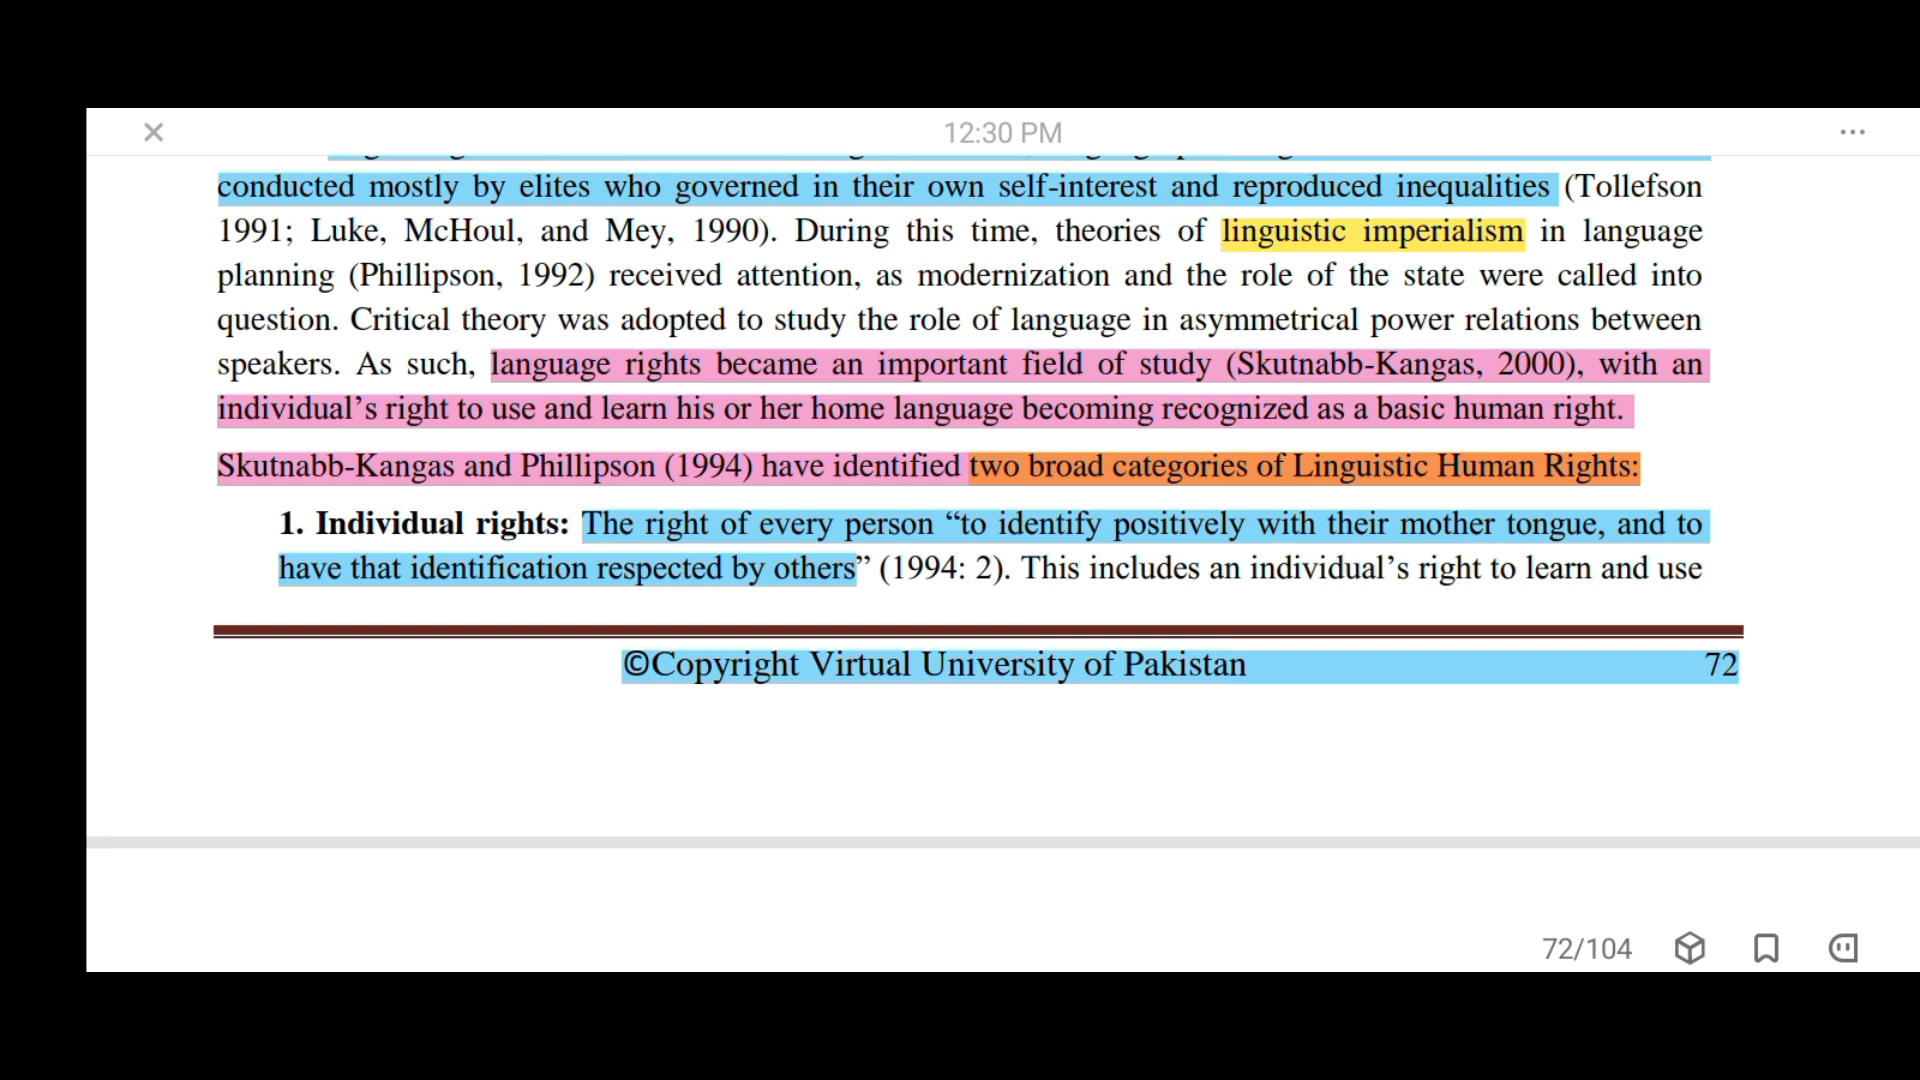 12:30 PM
conducted mostly by elites who governed in their own self-interest and reproduced inequalities (Tollefson
1991; Luke, McHoul, and Mey, 1990). During this time, theories of linguistic imperialism in language
planning (Phillipson, 1992) received attention, as modernization and the role of the state were called into
question. Critical theory was adopted to study the role of language in asymmetrical power relations between
speakers. As such, language rights became an important field of study (Skutnabb-Kangas, 2000), with an
individual’s right to use and learn his or her home language becoming recognized as a basic human right.
Skutnabb-Kangas and Phillipson (1994) have identified two broad categories of Linguistic Human Rights:
1. Individual rights: The right of every person “to identify positively with their mother tongue, and to
have that identification respected by others” (1994: 2). This includes an individual’s right to learn and use
©Copyright Virtual University of Pakistan 72
72/104